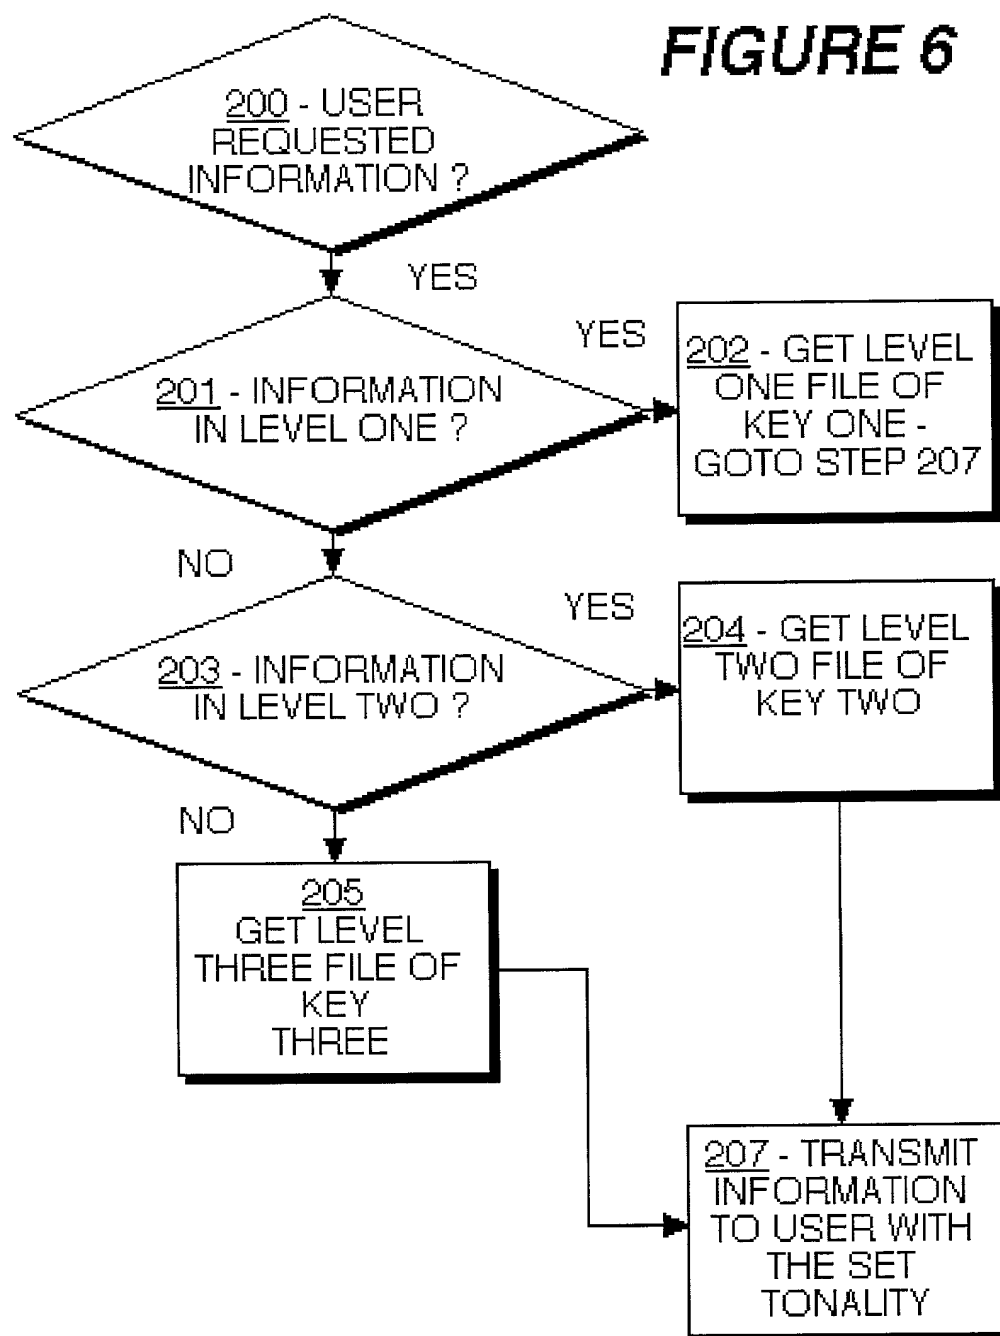 FIGURE 6
200 - USER
REQUESTED
INFORMATION ?
YES
201 - INFORMATION
IN LEVEL ONE ?
YES
202 - GET LEVEL
ONE FILE OF
KEY ONE -
GOTO STEP 207
NO
203 - INFORMATION
IN LEVEL TWO ?
YES
204 - GET LEVEL
TWO FILE OF
KEY TWO
NO
205
GET LEVEL
THREE FILE OF
KEY
THREE
207 - TRANSMIT
INFORMATION
TO USER WITH
THE SET
TONALITY